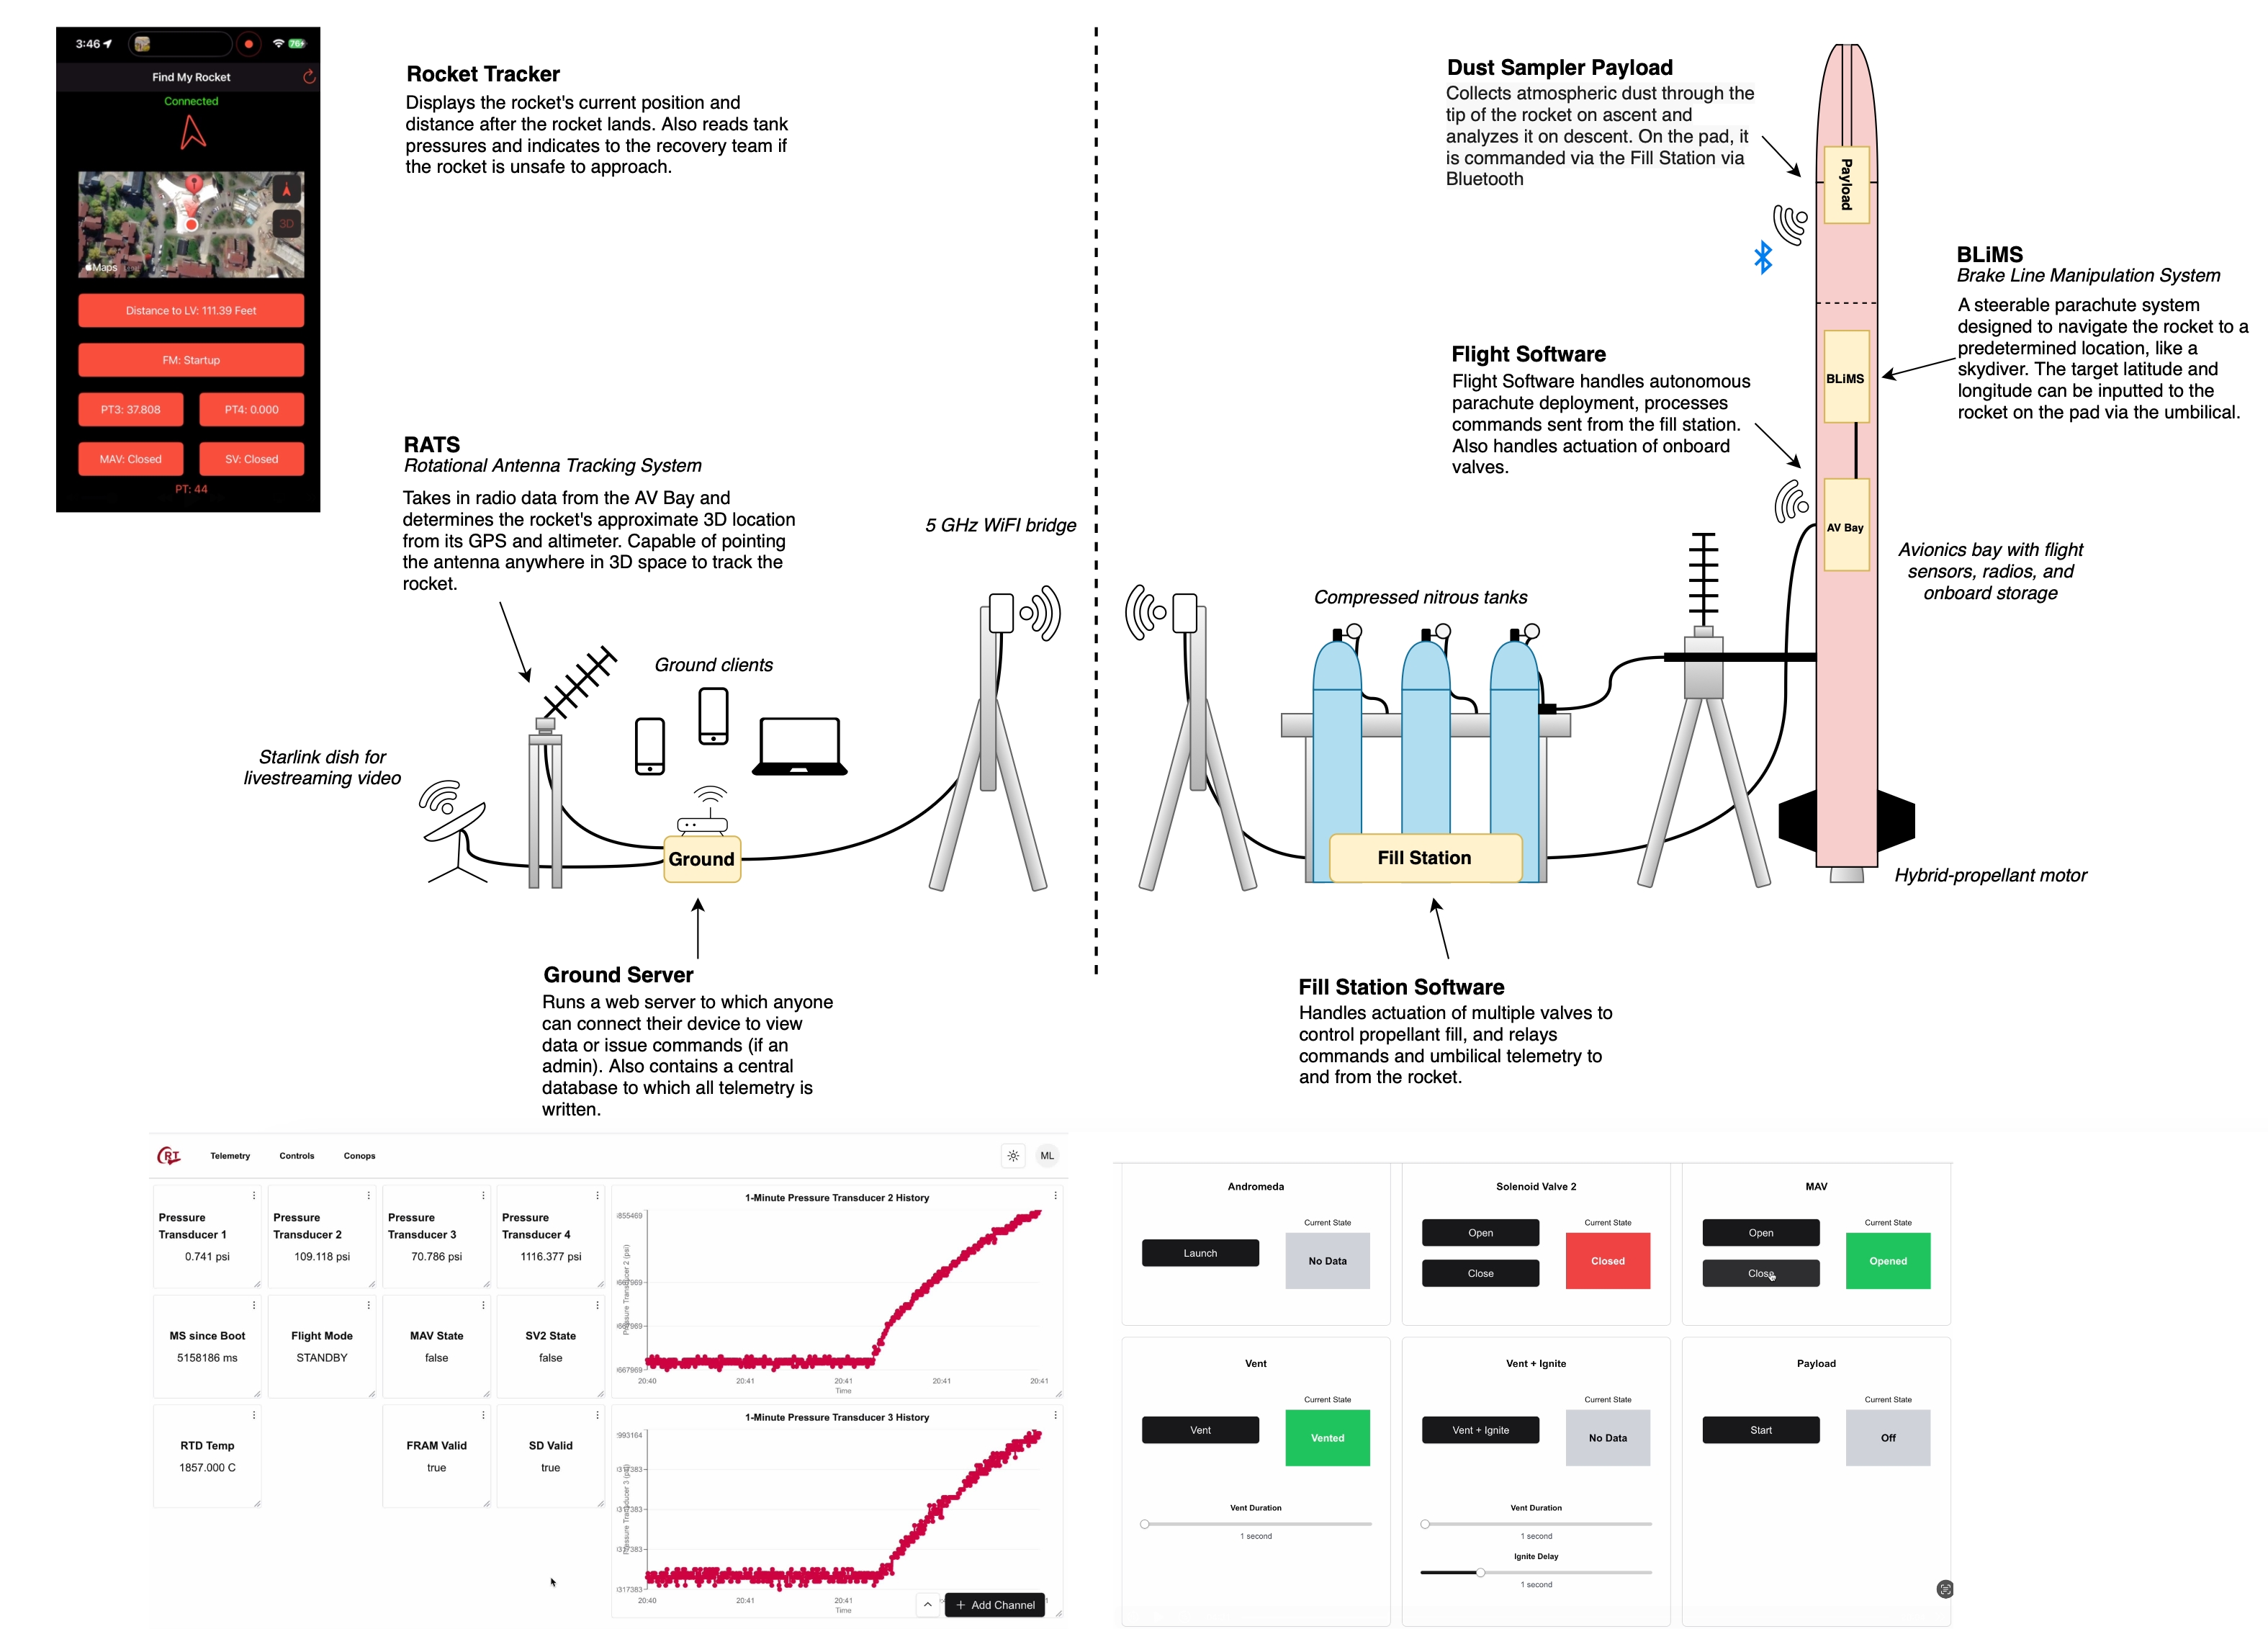 3:46
76
Find My Rocket
Connected
3D
Maps
Distance to LV: 111.39 Feet
FM: Startup
PT3: 37.808
PT4: 0.000
MAV: Closed
SV: Closed
PT: 44
Rocket Tracker
Displays the rocket's current position and
distance after the rocket lands. Also reads tank
pressures and indicates to the recovery team if
the rocket is unsafe to approach.
RATS
Rotational Antenna Tracking System
Takes in radio data from the AV Bay and
determines the rocket's approximate 3D location
from its GPS and altimeter. Capable of pointing
the antenna anywhere in 3D space to track the
rocket.
5 GHz WiFI bridge
Ground clients
Starlink dish for
livestreaming video
Ground
Ground Server
Runs a web server to which anyone
can connect their device to view
data or issue commands (if an
admin). Also contains a central
database to which all telemetry is
written.
Dust Sampler Payload
Collects atmospheric dust through the
tip of the rocket on ascent and
analyzes it on descent. On the pad, it
is commanded via the Fill Station via
Bluetooth
Payload
BLiMS
Brake Line Manipulation System
A steerable parachute system
designed to navigate the rocket to a
predetermined location, like a
skydiver. The target latitude and
longitude can be inputted to the
rocket on the pad via the umbilical.
BLiMS
Flight Software
Flight Software handles autonomous
parachute deployment, processes
commands sent from the fill station.
Also handles actuation of onboard
valves.
AV Bay
Avionics bay with flight
sensors, radios, and
onboard storage
Compressed nitrous tanks
Fill Station
Hybrid-propellant motor
Fill Station Software
Handles actuation of multiple valves to
control propellant fill, and relays
commands and umbilical telemetry to
and from the rocket.
CRT
Telemetry
Controls
Conops
ML
Pressure
Transducer 1
0.741 psi
Pressure
Transducer 2
109.118 psi
Pressure
Transducer 3
70.786 psi
Pressure
Transducer 4
1116.377 psi
MS since Boot
5158186 ms
Flight Mode
STANDBY
MAV State
false
SV2 State
false
RTD Temp
1857.000 C
FRAM Valid
true
SD Valid
true
1-Minute Pressure Transducer 2 History
Pressure Transducer 2 (psi)
20:40
20:41
20:41
20:41
20:41
Time
1-Minute Pressure Transducer 3 History
Pressure Transducer 3 (psi)
20:40
20:41
20:41
Time
+ Add Channel
Andromeda
Launch
Current State
No Data
Solenoid Valve 2
Open
Close
Current State
Closed
MAV
Open
Close
Current State
Opened
Vent
Vent
Current State
Vented
Vent Duration
1 second
Vent + Ignite
Vent + Ignite
Current State
No Data
Vent Duration
1 second
Ignite Delay
1 second
Payload
Start
Current State
Off